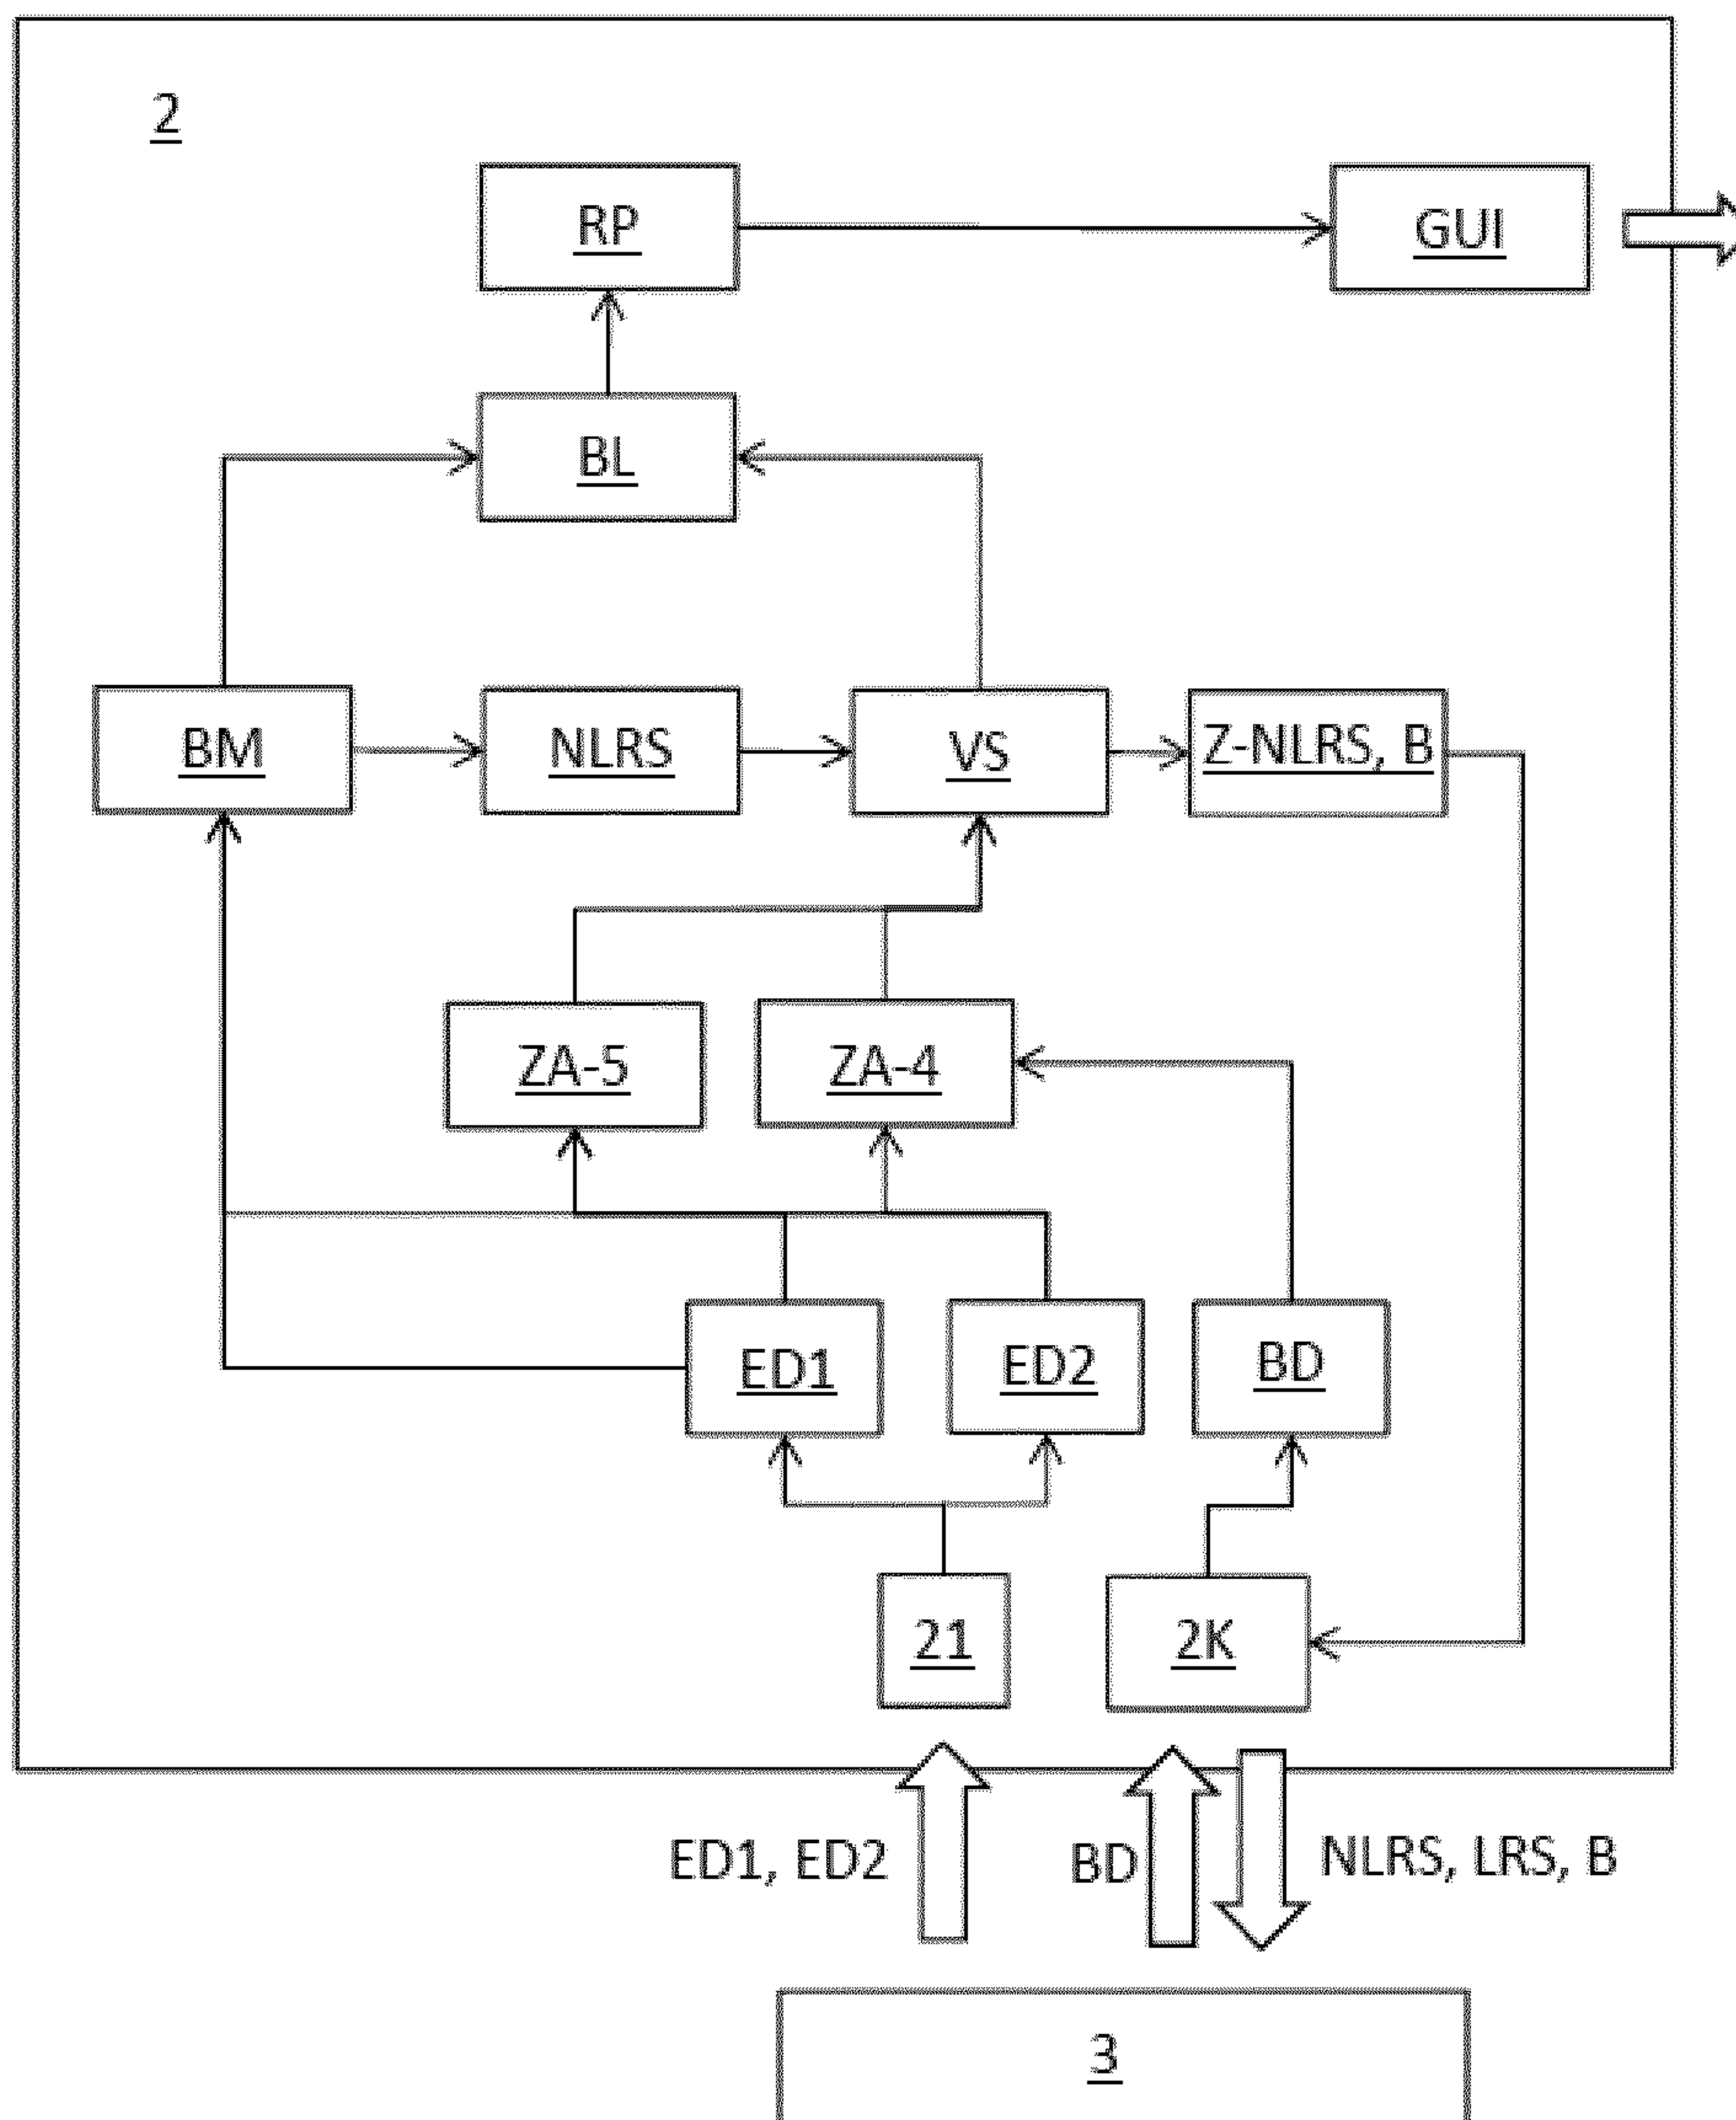 2
RP
GUI
BL
BM
NLRS
VS
Z-NLRS, B
ZA-5
ZA-4
ED1
ED2
BD
21
2K
ED1, ED2
BD
NLRS, LRS, B
3